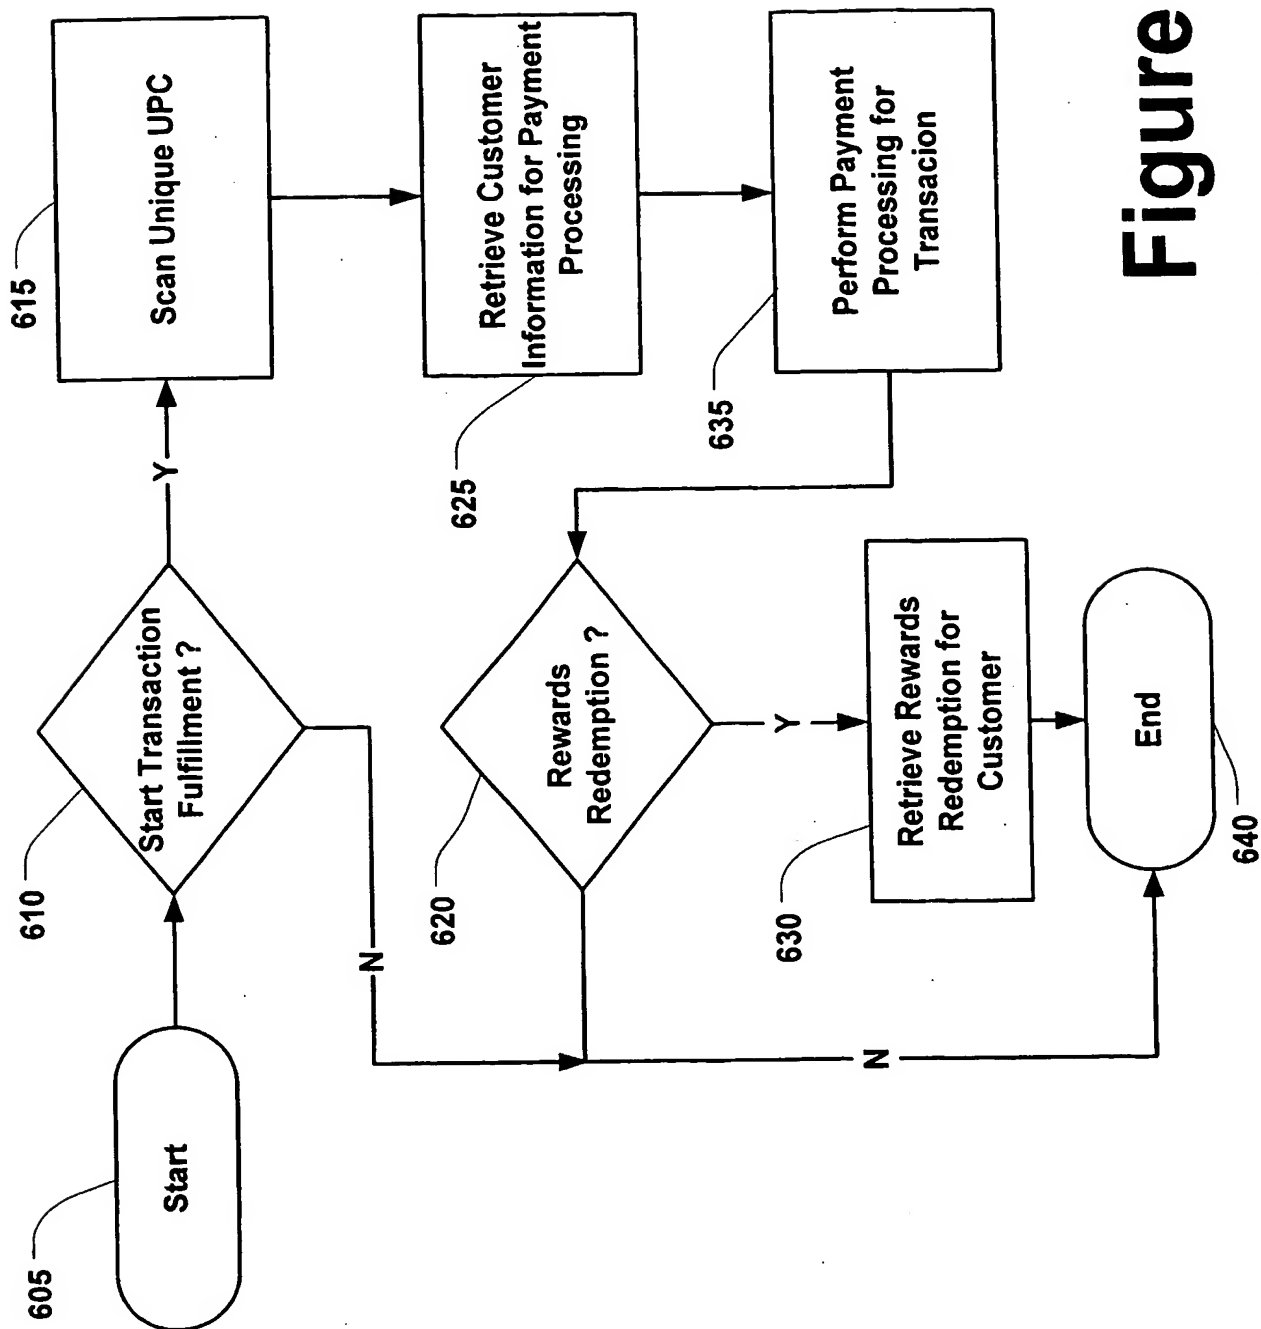 605
Start
610
Start Transaction
Fulfillment ?
Y
615
Scan Unique UPC
N
625
Retrieve Customer
Information for Payment
Processing
620
Rewards
Redemption ?
635
Perform Payment
Processing for
Transacion
Y
N
630
Retrieve Rewards
Redemption for
Customer
End
640
Figure